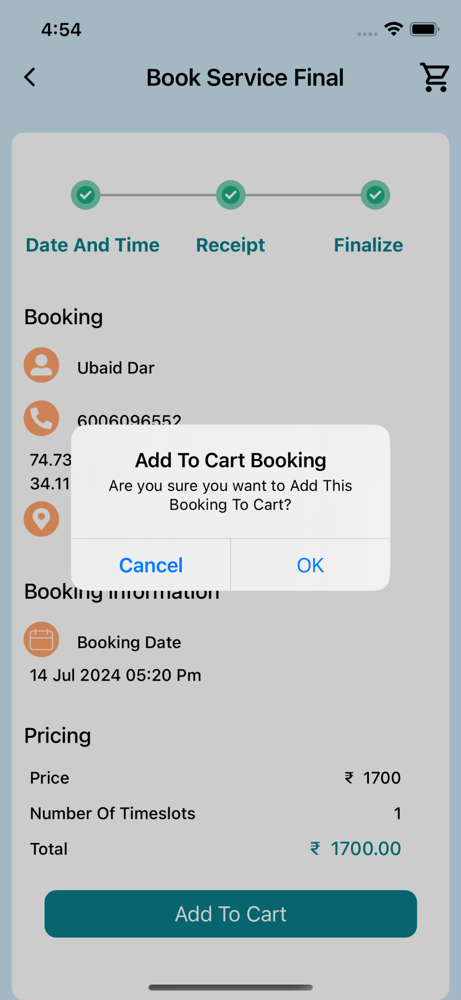 4:54
Book Service Final
Date And Time Receipt Finalize
Booking
Ubaid Dar
6006096552
74.73
34.11
Add To Cart Booking
Are you sure you want to Add This
Booking To Cart?
Cancel OK
Booking Information
Booking Date
14 Jul 2024 05:20 Pm
Pricing
Price ₹ 1700
Number Of Timeslots 1
Total ₹ 1700.00
Add To Cart